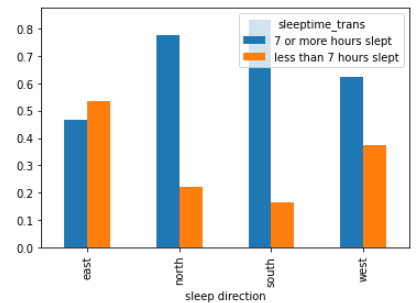 sleeptime_trans
7 or more hours slept
less than 7 hours slept
0.8
0.7
0.6
0.5
0.4
0.3
0.2
0.1
0.0
east
north
south
west
sleep direction